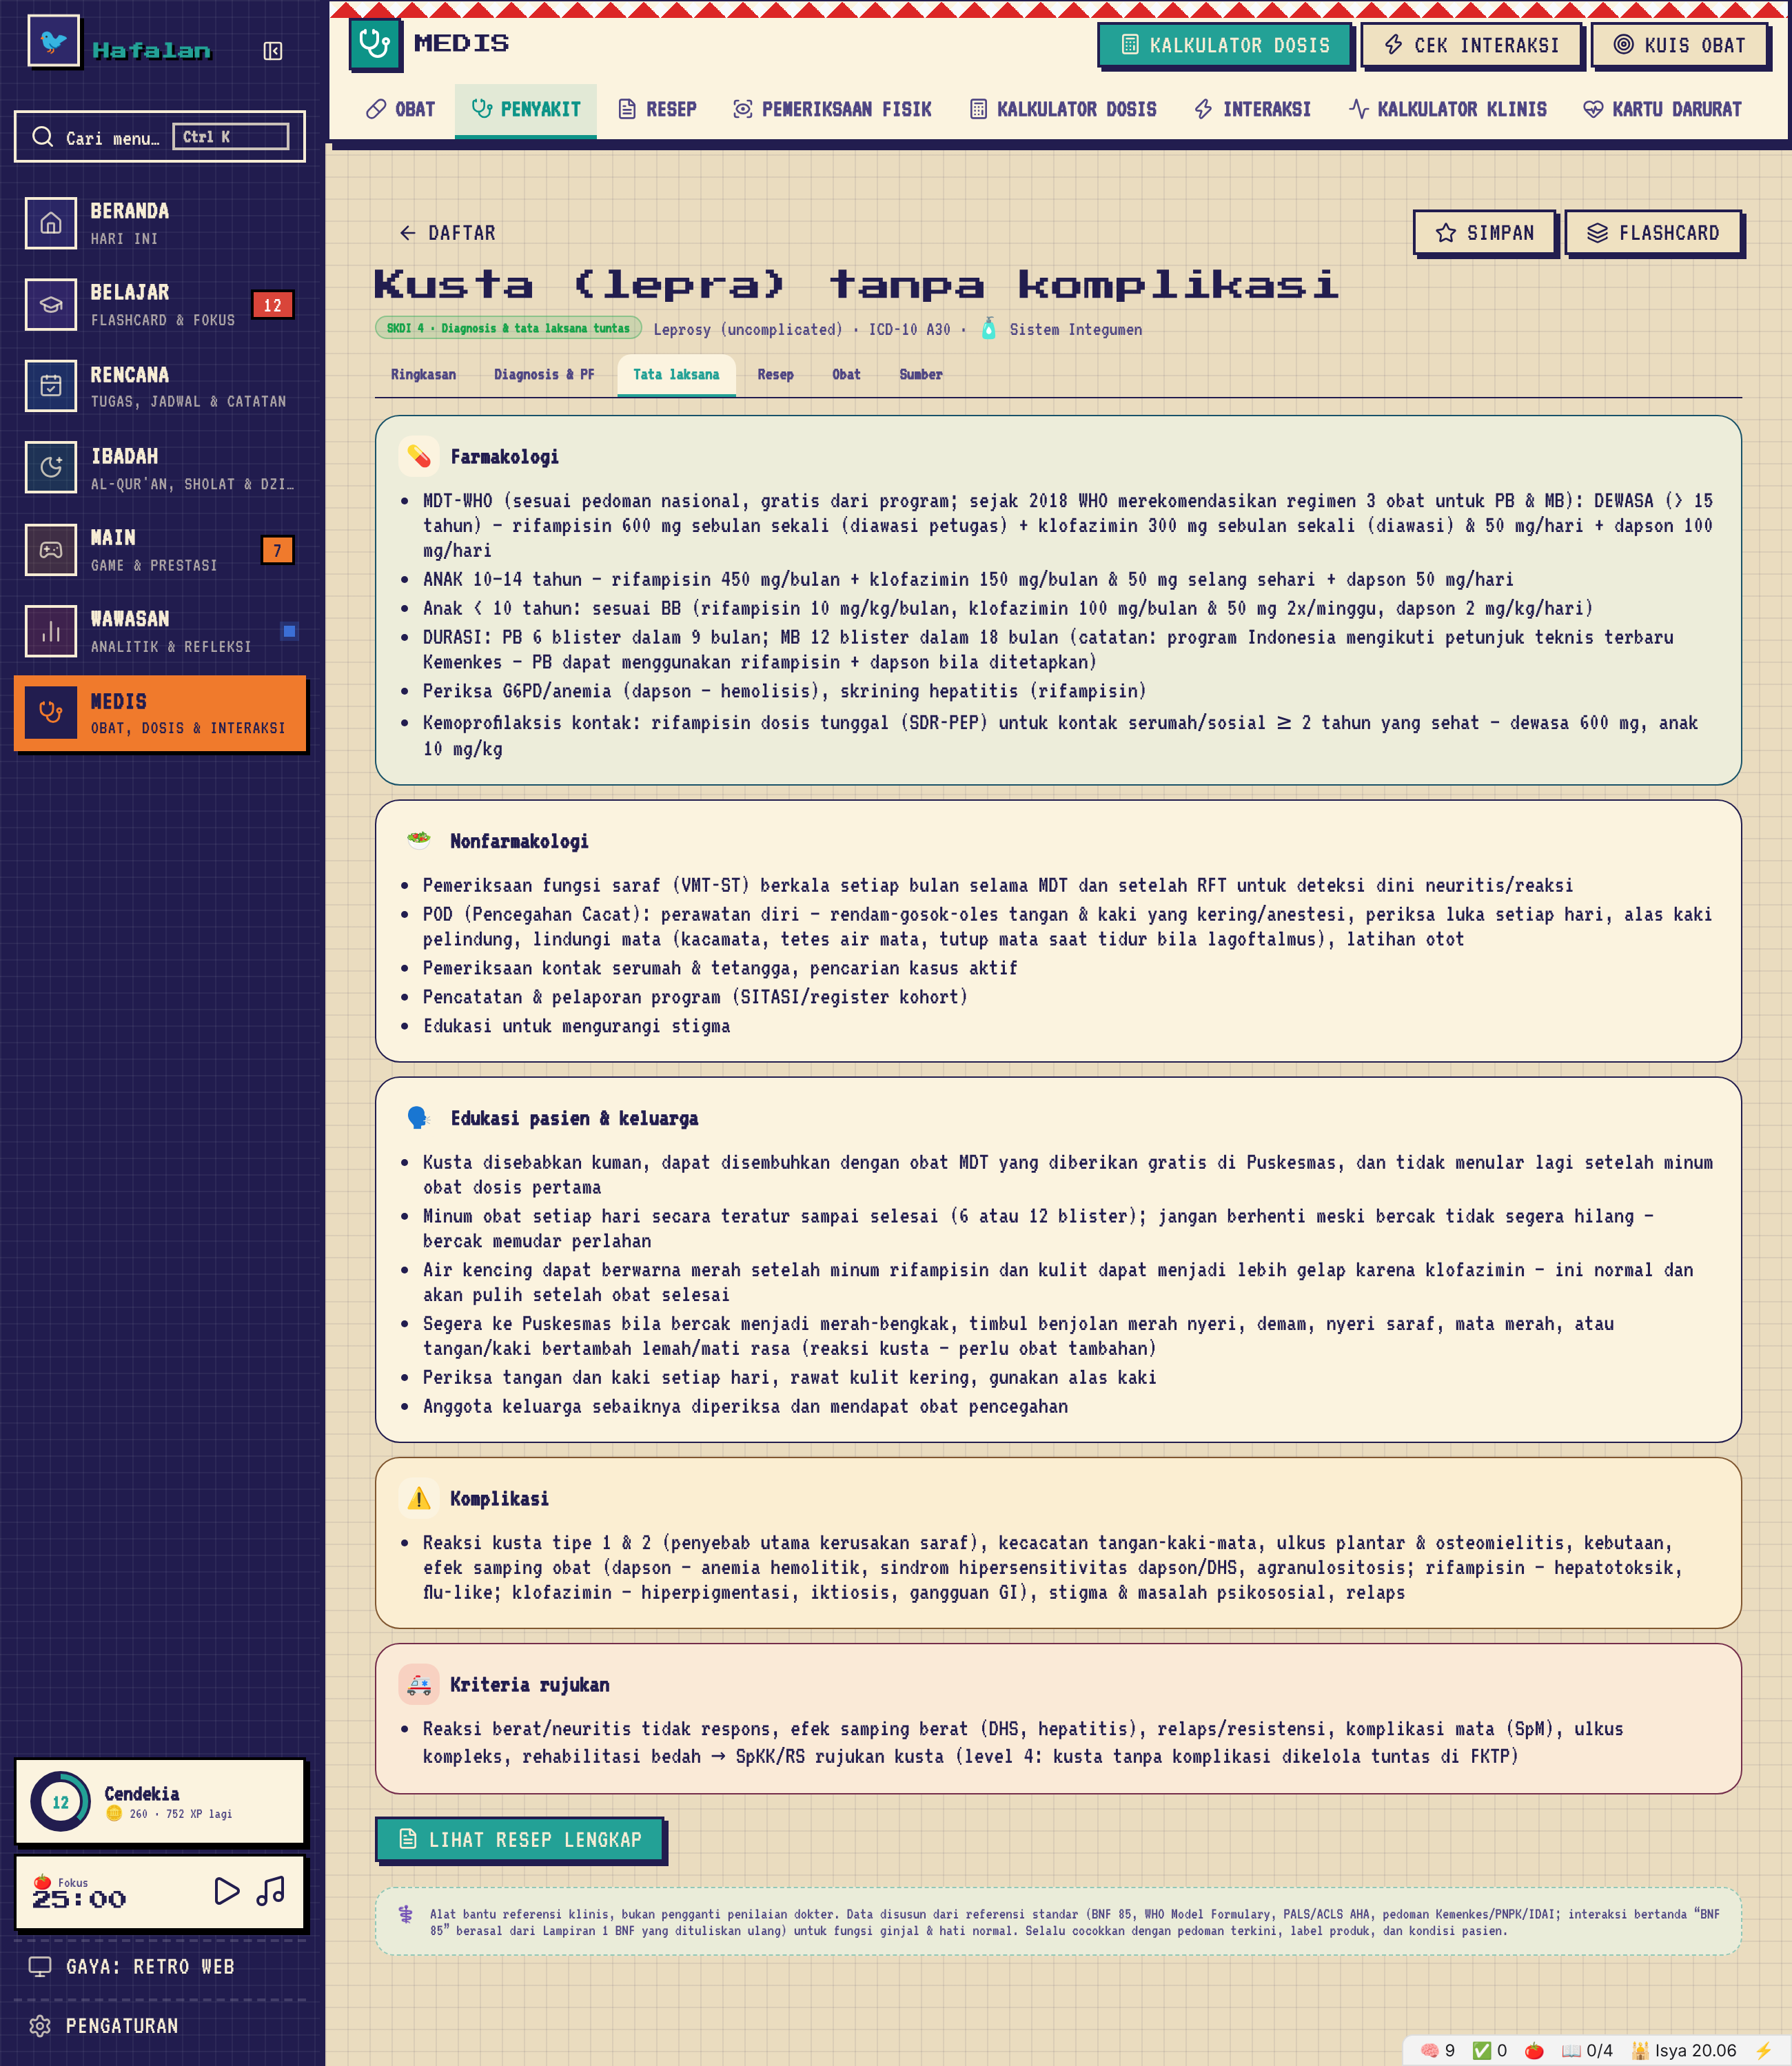 Hafalan
Cari menu… Ctrl K
BERANDA
HARI INI
BELAJAR
FLASHCARD & FOKUS
12
RENCANA
TUGAS, JADWAL & CATATAN
IBADAH
AL-QUR'AN, SHOLAT & DZI…
MAIN
GAME & PRESTASI
7
WAWASAN
ANALITIK & REFLEKSI
MEDIS
OBAT, DOSIS & INTERAKSI
12
Cendekia
260 · 752 XP lagi
Fokus
25:00
GAYA: RETRO WEB
PENGATURAN
MEDIS
KALKULATOR DOSIS
CEK INTERAKSI
KUIS OBAT
OBAT
PENYAKIT
RESEP
PEMERIKSAAN FISIK
KALKULATOR DOSIS
INTERAKSI
KALKULATOR KLINIS
KARTU DARURAT
← DAFTAR
SIMPAN
FLASHCARD
Kusta (lepra) tanpa komplikasi
SKDI 4 · Diagnosis & tata laksana tuntas
Leprosy (uncomplicated) · ICD-10 A30 · Sistem Integumen
Ringkasan
Diagnosis & PF
Tata laksana
Resep
Obat
Sumber
Farmakologi
• MDT-WHO (sesuai pedoman nasional, gratis dari program; sejak 2018 WHO merekomendasikan regimen 3 obat untuk PB & MB): DEWASA (> 15
tahun) — rifampisin 600 mg sebulan sekali (diawasi petugas) + klofazimin 300 mg sebulan sekali (diawasi) & 50 mg/hari + dapson 100
mg/hari
• ANAK 10–14 tahun — rifampisin 450 mg/bulan + klofazimin 150 mg/bulan & 50 mg selang sehari + dapson 50 mg/hari
• Anak < 10 tahun: sesuai BB (rifampisin 10 mg/kg/bulan, klofazimin 100 mg/bulan & 50 mg 2x/minggu, dapson 2 mg/kg/hari)
• DURASI: PB 6 blister dalam 9 bulan; MB 12 blister dalam 18 bulan (catatan: program Indonesia mengikuti petunjuk teknis terbaru
Kemenkes — PB dapat menggunakan rifampisin + dapson bila ditetapkan)
• Periksa G6PD/anemia (dapson — hemolisis), skrining hepatitis (rifampisin)
• Kemoprofilaksis kontak: rifampisin dosis tunggal (SDR-PEP) untuk kontak serumah/sosial ≥ 2 tahun yang sehat — dewasa 600 mg, anak
10 mg/kg
Nonfarmakologi
• Pemeriksaan fungsi saraf (VMT-ST) berkala setiap bulan selama MDT dan setelah RFT untuk deteksi dini neuritis/reaksi
• POD (Pencegahan Cacat): perawatan diri — rendam-gosok-oles tangan & kaki yang kering/anestesi, periksa luka setiap hari, alas kaki
pelindung, lindungi mata (kacamata, tetes air mata, tutup mata saat tidur bila lagoftalmus), latihan otot
• Pemeriksaan kontak serumah & tetangga, pencarian kasus aktif
• Pencatatan & pelaporan program (SITASI/register kohort)
• Edukasi untuk mengurangi stigma
Edukasi pasien & keluarga
• Kusta disebabkan kuman, dapat disembuhkan dengan obat MDT yang diberikan gratis di Puskesmas, dan tidak menular lagi setelah minum
obat dosis pertama
• Minum obat setiap hari secara teratur sampai selesai (6 atau 12 blister); jangan berhenti meski bercak tidak segera hilang —
bercak memudar perlahan
• Air kencing dapat berwarna merah setelah minum rifampisin dan kulit dapat menjadi lebih gelap karena klofazimin — ini normal dan
akan pulih setelah obat selesai
• Segera ke Puskesmas bila bercak menjadi merah-bengkak, timbul benjolan merah nyeri, demam, nyeri saraf, mata merah, atau
tangan/kaki bertambah lemah/mati rasa (reaksi kusta — perlu obat tambahan)
• Periksa tangan dan kaki setiap hari, rawat kulit kering, gunakan alas kaki
• Anggota keluarga sebaiknya diperiksa dan mendapat obat pencegahan
Komplikasi
• Reaksi kusta tipe 1 & 2 (penyebab utama kerusakan saraf), kecacatan tangan-kaki-mata, ulkus plantar & osteomielitis, kebutaan,
efek samping obat (dapson — anemia hemolitik, sindrom hipersensitivitas dapson/DHS, agranulositosis; rifampisin — hepatotoksik,
flu-like; klofazimin — hiperpigmentasi, iktiosis, gangguan GI), stigma & masalah psikososial, relaps
Kriteria rujukan
• Reaksi berat/neuritis tidak respons, efek samping berat (DHS, hepatitis), relaps/resistensi, komplikasi mata (SpM), ulkus
kompleks, rehabilitasi bedah → SpKK/RS rujukan kusta (level 4: kusta tanpa komplikasi dikelola tuntas di FKTP)
LIHAT RESEP LENGKAP
Alat bantu referensi klinis, bukan pengganti penilaian dokter. Data disusun dari referensi standar (BNF 85, WHO Model Formulary, PALS/ACLS AHA, pedoman Kemenkes/PNPK/IDAI; interaksi bertanda “BNF
85” berasal dari Lampiran 1 BNF yang dituliskan ulang) untuk fungsi ginjal & hati normal. Selalu cocokkan dengan pedoman terkini, label produk, dan kondisi pasien.
9 0 0/4 Isya 20.06